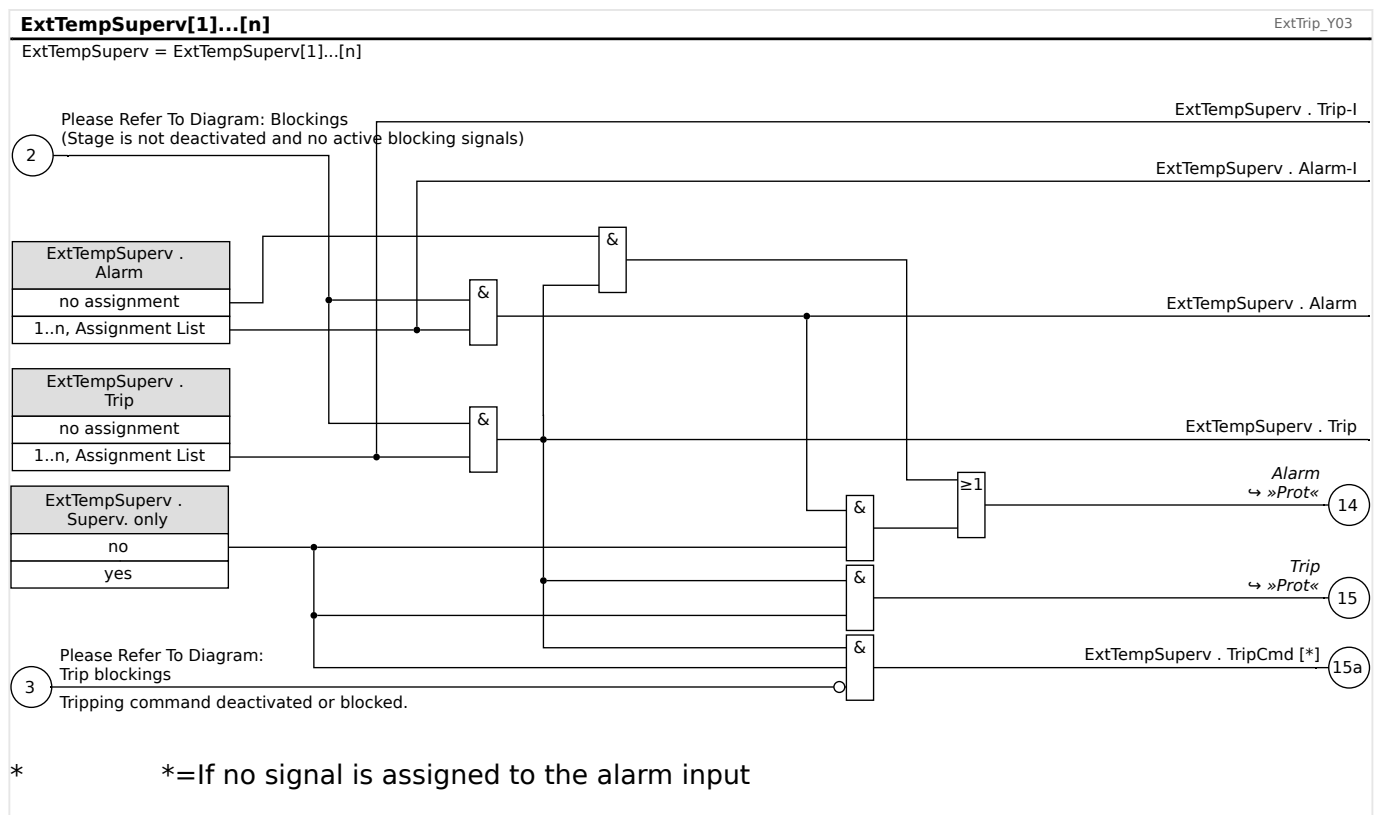 ExtTempSuperv[1]...[n]
ExtTrip_Y03
ExtTempSuperv = ExtTempSuperv[1]...[n]
Please Refer To Diagram: Blockings
(Stage is not deactivated and no active blocking signals)
2
ExtTempSuperv . Trip-I
ExtTempSuperv . Alarm-I
ExtTempSuperv .
Alarm
no assignment
1..n, Assignment List
&
&
ExtTempSuperv . Alarm
ExtTempSuperv .
Trip
no assignment
1..n, Assignment List
&
ExtTempSuperv . Trip
ExtTempSuperv .
Superv. only
no
yes
&
≥1
Alarm
↪ »Prot«
14
&
Trip
↪ »Prot«
15
Please Refer To Diagram:
Trip blockings
3
Tripping command deactivated or blocked.
&
ExtTempSuperv . TripCmd [*]
15a
* *=If no signal is assigned to the alarm input